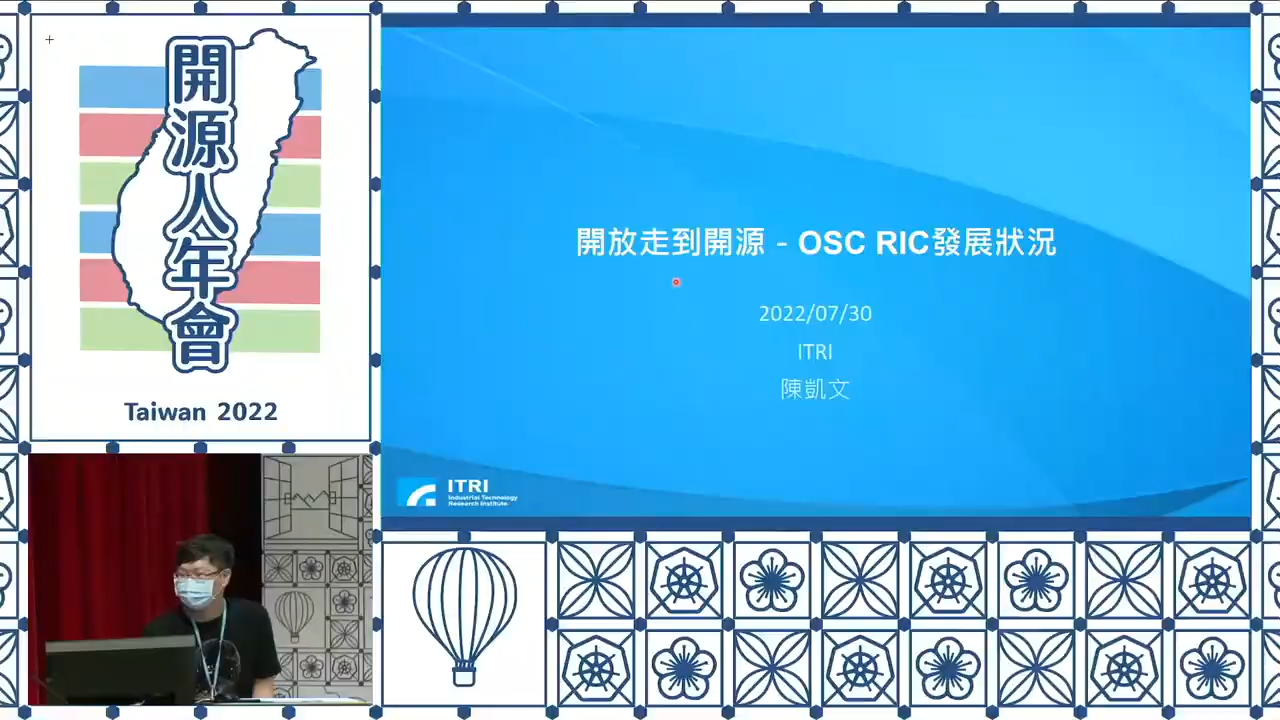 開源人年會
Taiwan 2022
開放走到開源 - OSC RIC發展狀況
2022/07/30
ITRI
陳凱文
ITRI
Industrial Technology
Research Institute